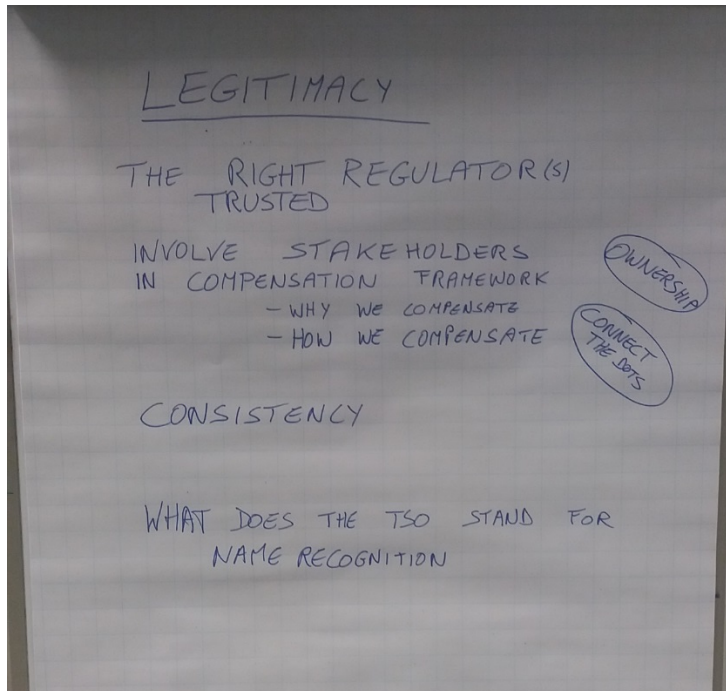 LEGITIMACY
THE RIGHT REGULATOR(S)
TRUSTED
INVOLVE STAKEHOLDERS
IN COMPENSATION FRAMEWORK
- WHY WE COMPENSATE
- HOW WE COMPENSATE
OWNERSHIP
CONNECT
THE DOTS
CONSISTENCY
WHAT DOES THE TSO STAND FOR
NAME RECOGNITION